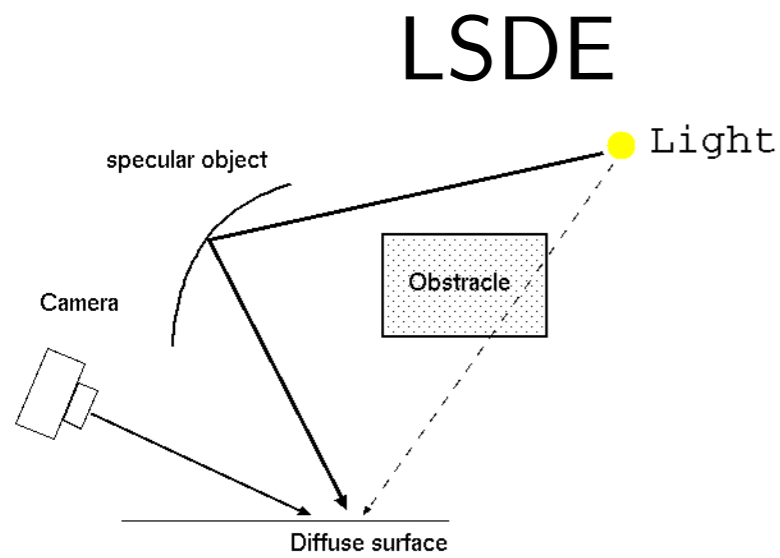 LSDE
Light
specular object
Obstracle
Camera
Diffuse surface